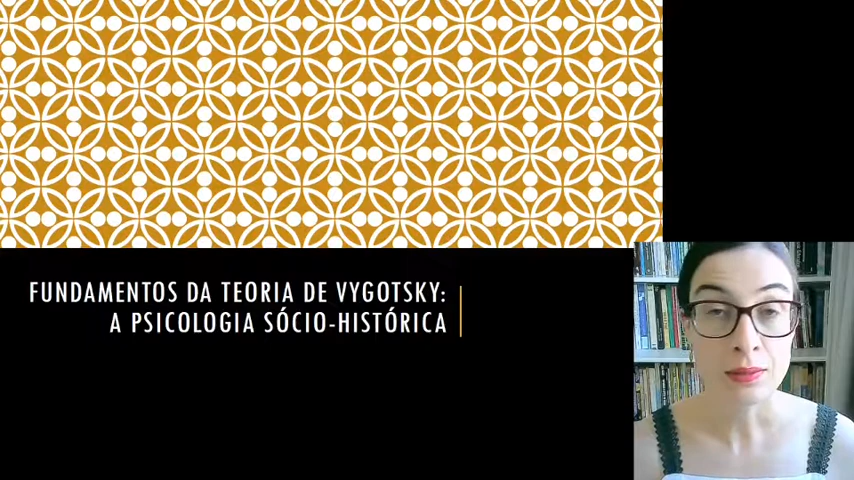 FUNDAMENTOS DA TEORIA DE VYGOTSKY:
A PSICOLOGIA SÓCIO-HISTÓRICA